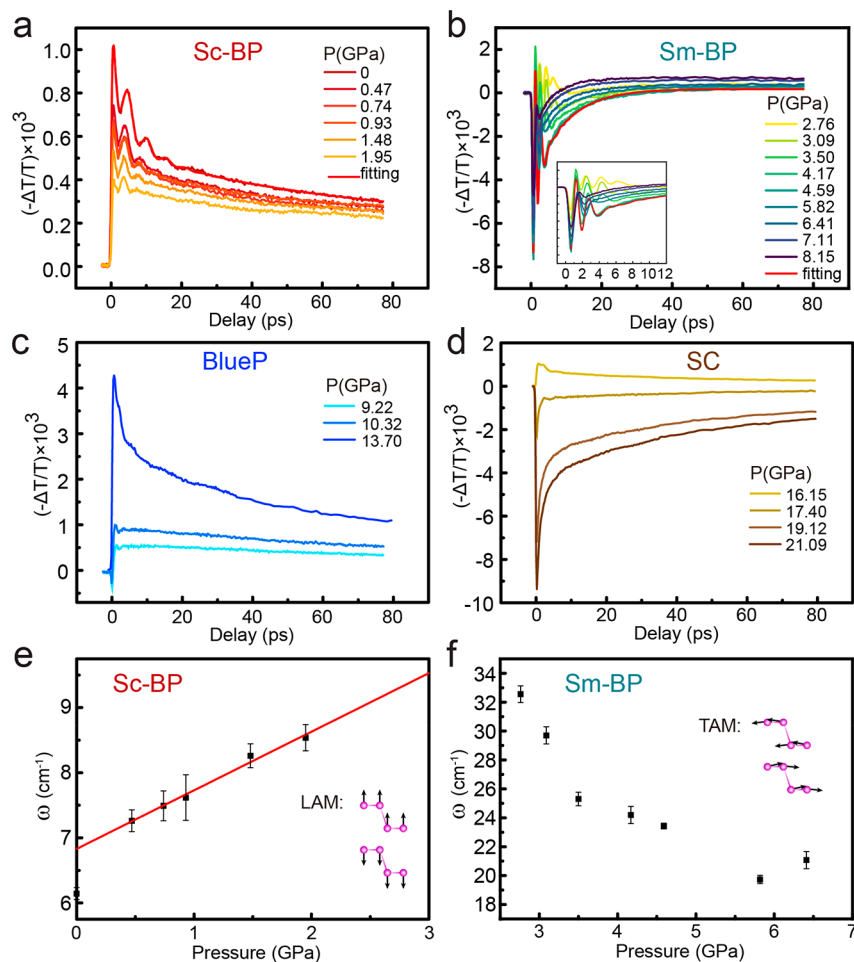 a
Sc-BP
P(GPa)
0
0.47
0.74
0.93
1.48
1.95
fitting
(-ΔT/T)×10³
1.0
0.8
0.6
0.4
0.2
0.0
0 20 40 60 80
Delay (ps)
b
Sm-BP
P(GPa)
2.76
3.09
3.50
4.17
4.59
5.82
6.41
7.11
8.15
fitting
(-ΔT/T)×10³
2
0
-2
-4
-6
-8
0 2 4 6 8 10 12
0 20 40 60 80
Delay (ps)
c
BlueP
P(GPa)
9.22
10.32
13.70
(-ΔT/T)×10³
5
4
3
2
1
0
0 20 40 60 80
Delay (ps)
d
SC
P(GPa)
16.15
17.40
19.12
21.09
(-ΔT/T)×10³
2
0
-2
-4
-6
-8
-10
0 20 40 60 80
Delay (ps)
e
Sc-BP
LAM:
ω (cm⁻¹)
9
8
7
6
0 1 2 3
Pressure (GPa)
f
Sm-BP
TAM:
ω (cm⁻¹)
34
32
30
28
26
24
22
20
18
3 4 5 6 7
Pressure (GPa)